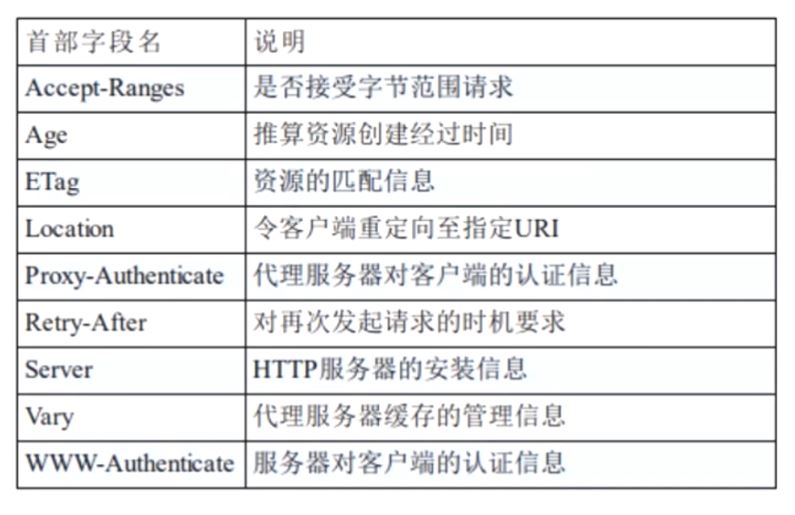 首部字段名 说明
Accept-Ranges 是否接受字节范围请求
Age 推算资源创建经过时间
ETag 资源的匹配信息
Location 令客户端重定向至指定URI
Proxy-Authenticate 代理服务器对客户端的认证信息
Retry-After 对再次发起请求的时机要求
Server HTTP服务器的安装信息
Vary 代理服务器缓存的管理信息
WWW-Authenticate 服务器对客户端的认证信息